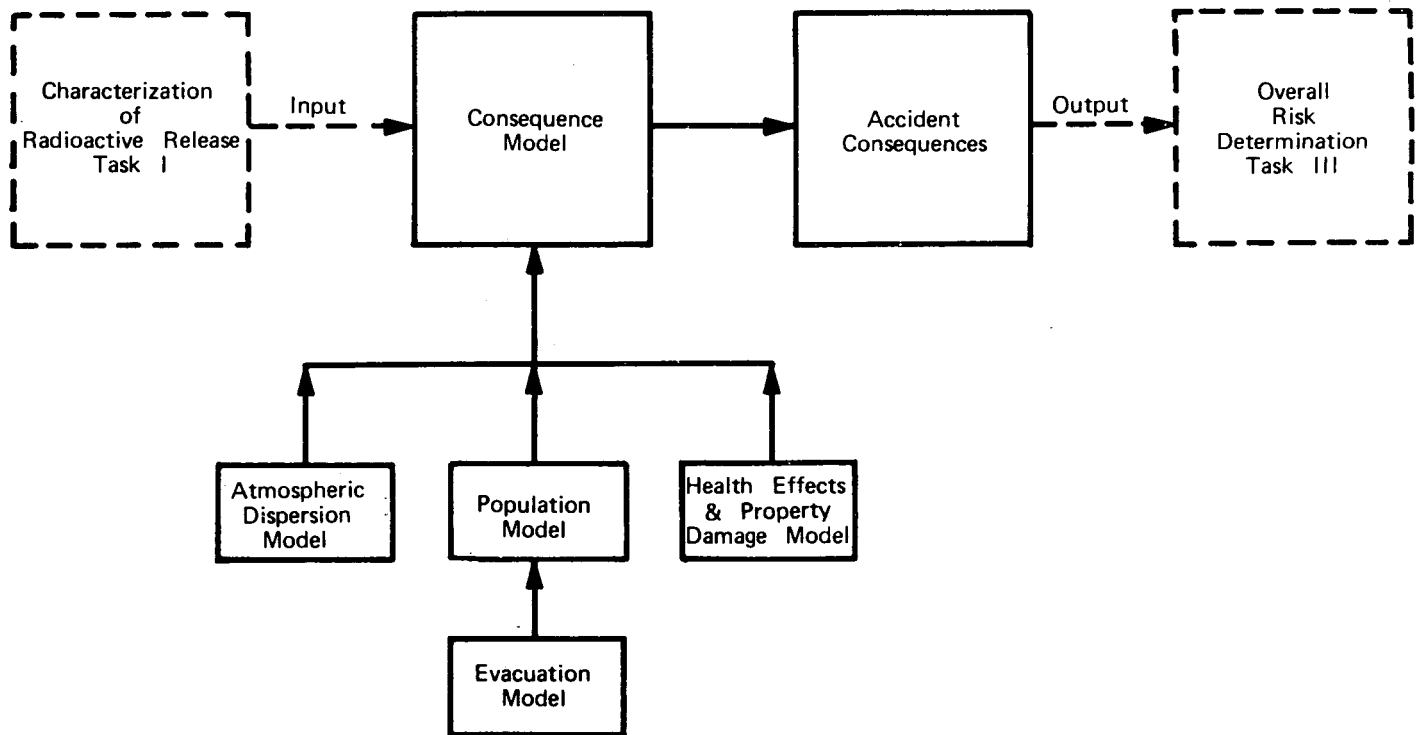 Characterization
of
Radioactive Release
Task I
Input
Consequence
Model
Accident
Consequences
Output
Overall
Risk
Determination
Task III
Atmospheric
Dispersion
Model
Population
Model
Health Effects
& Property
Damage Model
Evacuation
Model